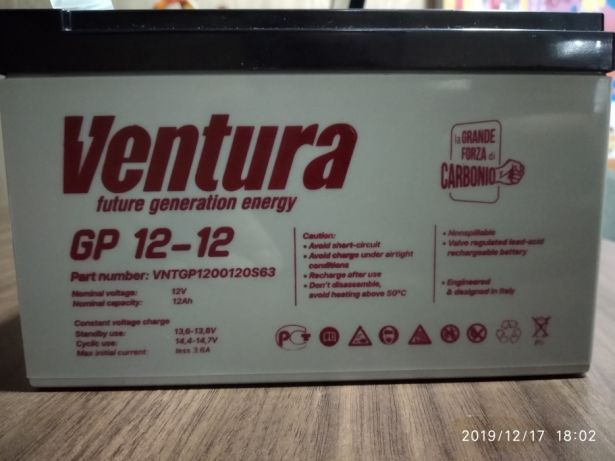 Ventura
future generation energy
GP 12-12
Part number: VNTGP1200120S63
Nominal voltage: 12V
Nominal capacity: 12Ah
Constant voltage charge
Standby use: 13,6-13,8V
Cyclic use: 14,4-14,7V
Max initial current less 3.6A
Caution:
• Avoid short-circuit
• Avoid charge under airtight
conditions
• Recharge after use
• Don't disassemble,
avoid heating above 50°C
la GRANDE
FORZA di
CARBONIO
• Nonspillable
• Valve regulated lead-acid
rechargeable battery
• Engineered
& designed in Italy
Pb
2019/12/17 18:02